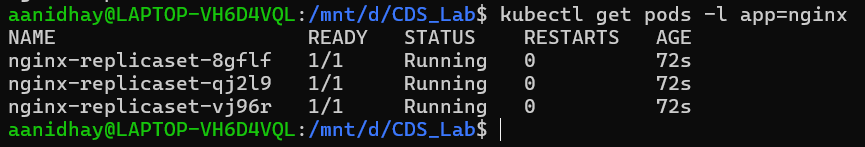 aanidhay@LAPTOP-VH6D4VQL:/mnt/d/CDS_Lab$ kubectl get pods -l app=nginx
NAME READY STATUS RESTARTS AGE
nginx-replicaset-8gflf 1/1 Running 0 72s
nginx-replicaset-qj2l9 1/1 Running 0 72s
nginx-replicaset-vj96r 1/1 Running 0 72s
aanidhay@LAPTOP-VH6D4VQL:/mnt/d/CDS_Lab$